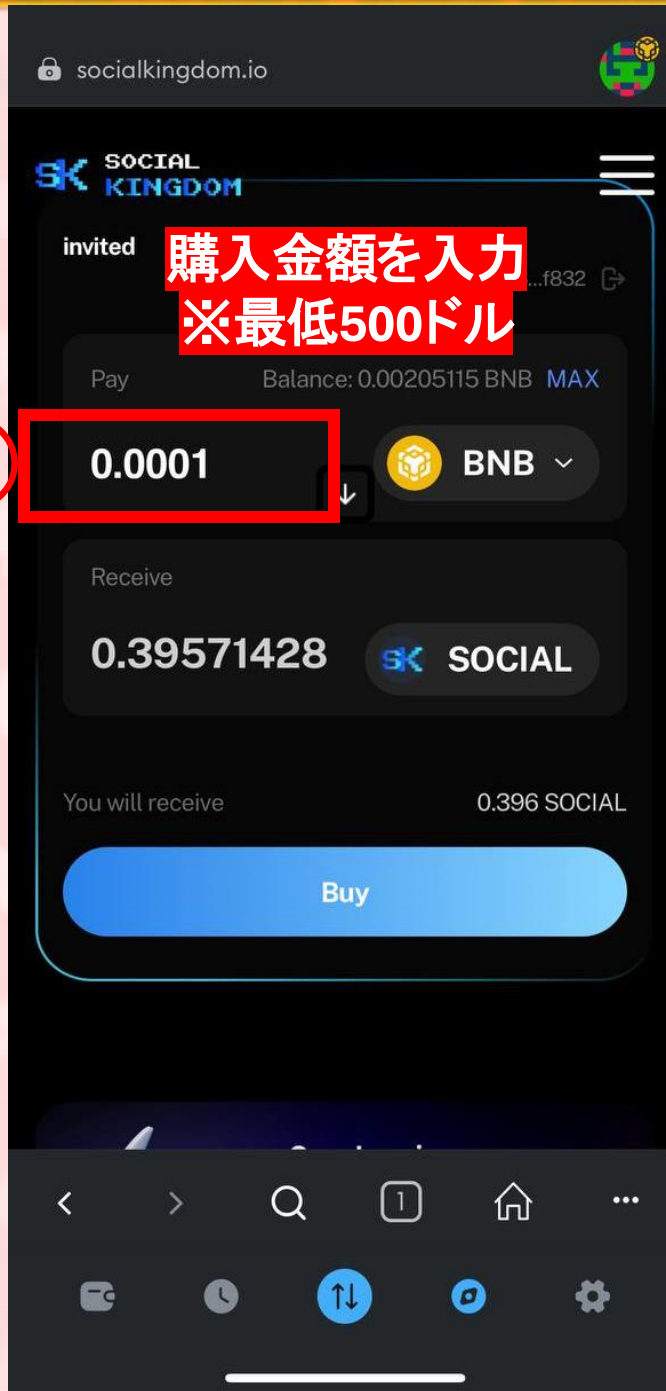 socialkingdom.io
SK SOCIAL
KINGDOM
invited
購入金額を入力
...f832
※最低500ドル
Pay Balance: 0.00205115 BNB MAX
0.0001 BNB
Receive
0.39571428 SK SOCIAL
You will receive 0.396 SOCIAL
Buy
1